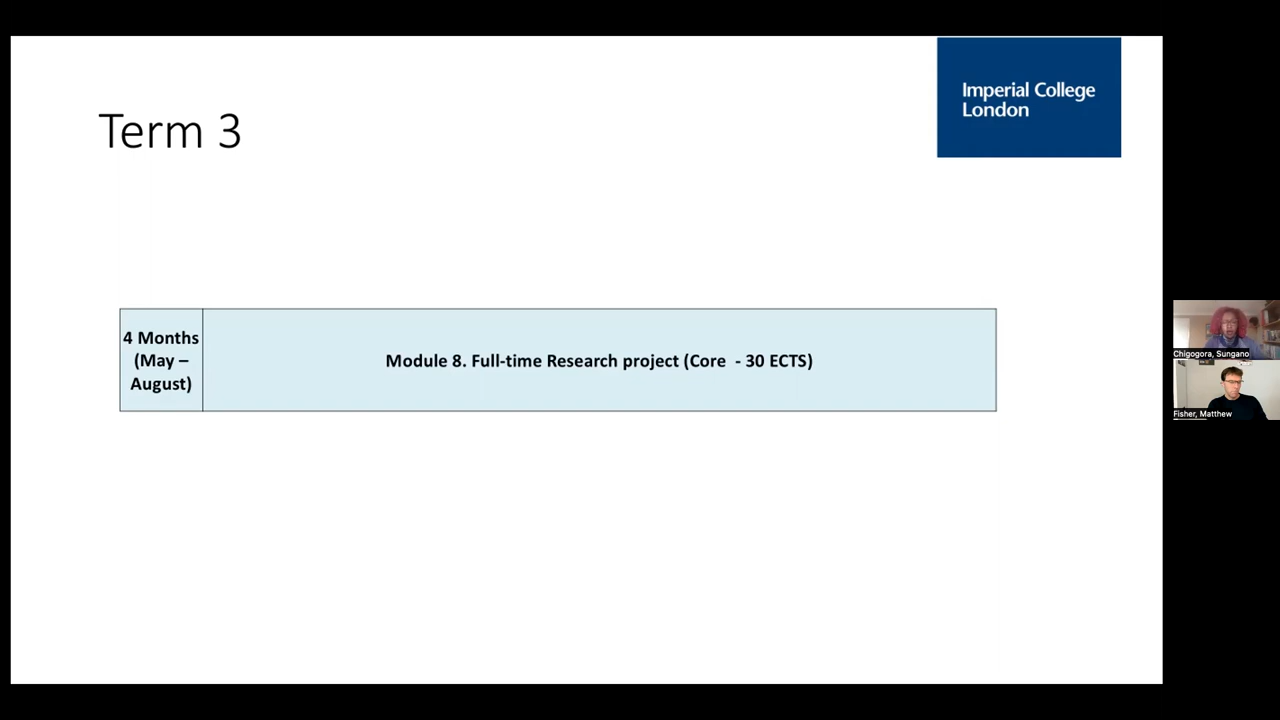 Imperial College
London
Term 3
4 Months
(May –
August)
Module 8. Full-time Research project (Core - 30 ECTS)
Chigogora, Sungano
Fisher, Matthew